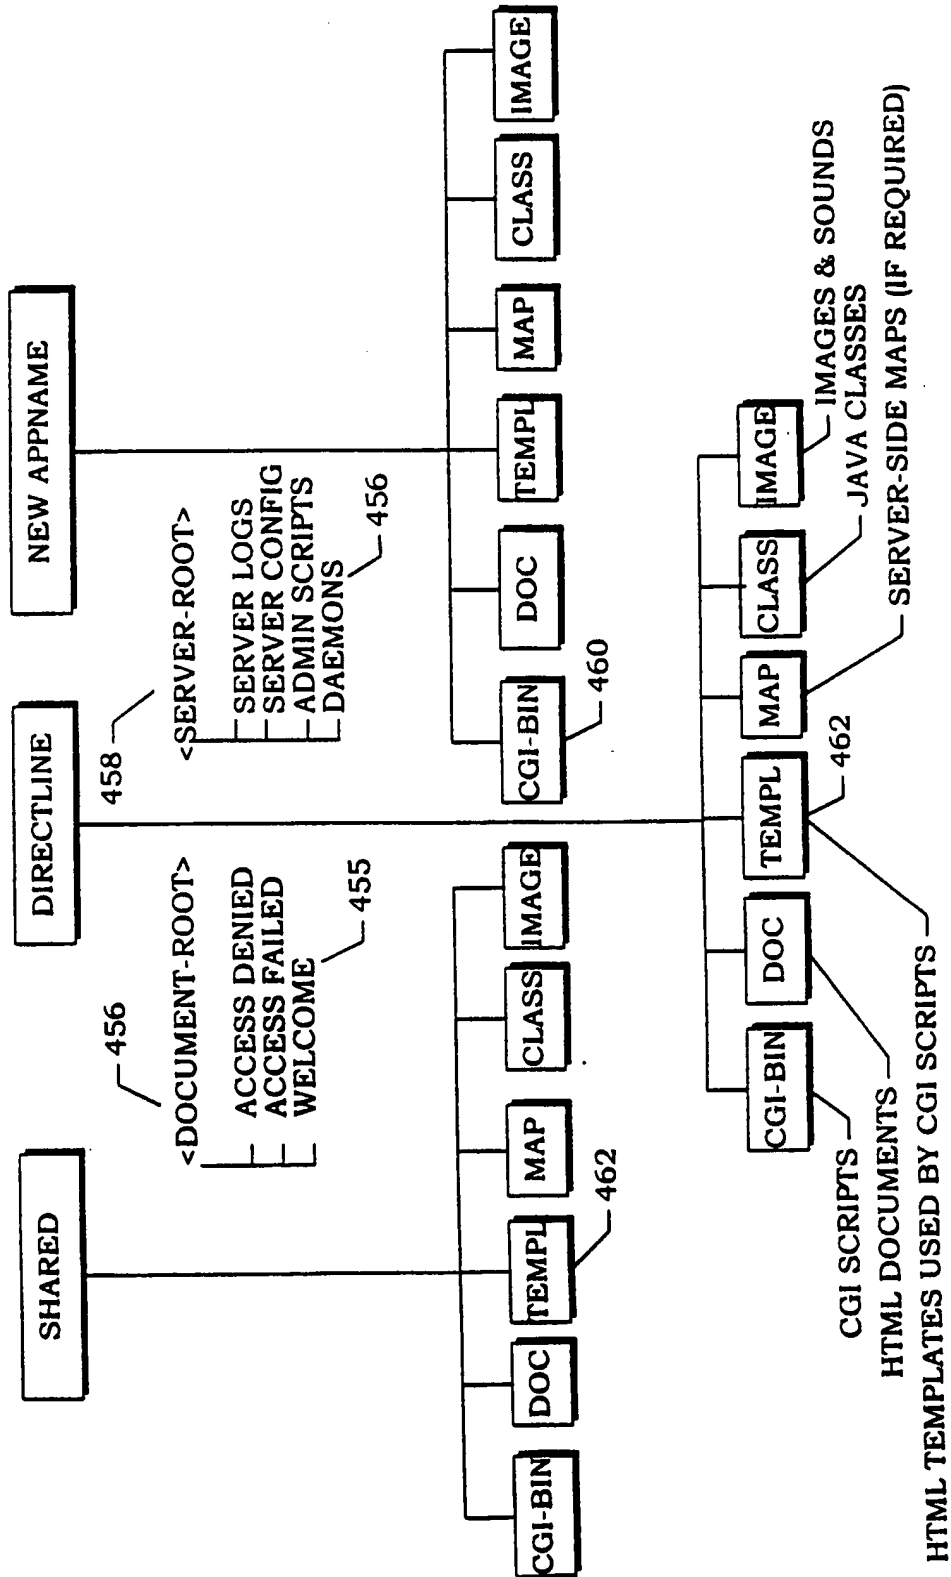 SHARED
DIRECTLINE
NEW APPNAME
456
<DOCUMENT-ROOT>
ACCESS DENIED
ACCESS FAILED
WELCOME
455
458
<SERVER-ROOT>
SERVER LOGS
SERVER CONFIG
ADMIN SCRIPTS
DAEMONS
456
CGI-BIN
DOC
TEMPL
MAP
CLASS
IMAGE
462
CGI-BIN
DOC
TEMPL
MAP
CLASS
IMAGE
460
CGI-BIN
DOC
TEMPL
MAP
CLASS
IMAGE
462
CGI SCRIPTS
HTML DOCUMENTS
HTML TEMPLATES USED BY CGI SCRIPTS
IMAGES & SOUNDS
JAVA CLASSES
SERVER-SIDE MAPS (IF REQUIRED)